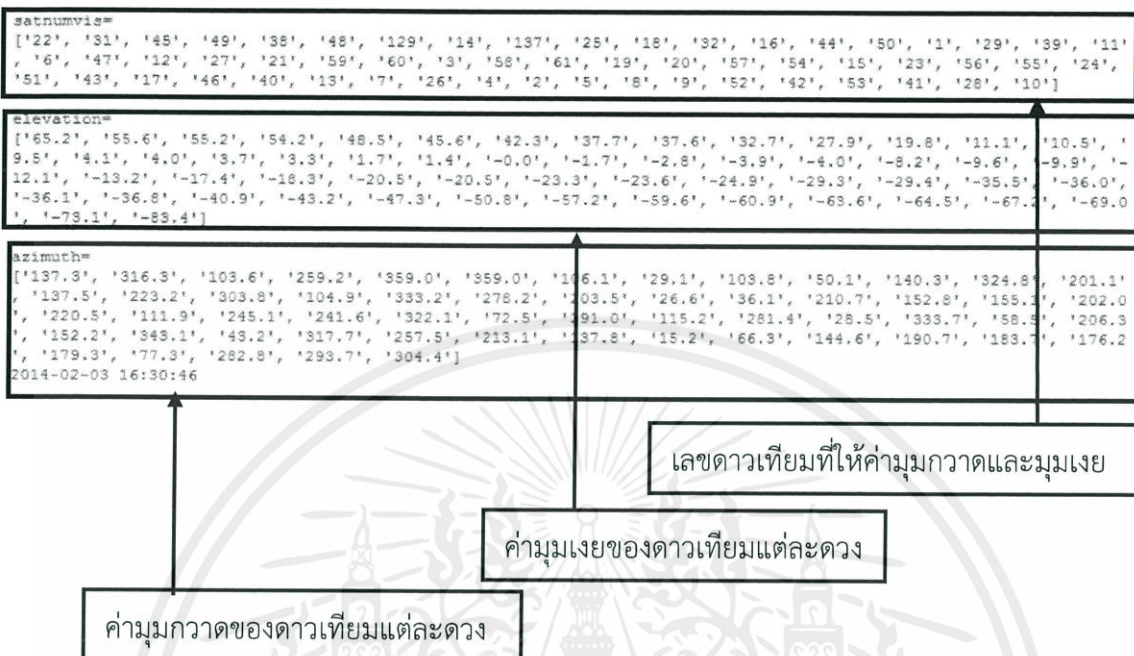 satnumvis=
['22', '31', '45', '49', '38', '48', '129', '14', '137', '25', '18', '32', '16', '44', '50', '1', '29', '39', '11'
, '6', '47', '12', '27', '21', '59', '60', '3', '58', '61', '19', '20', '57', '54', '15', '23', '56', '55', '24',
'51', '43', '17', '46', '40', '13', '7', '26', '4', '2', '5', '8', '9', '52', '42', '53', '41', '28', '10']
elevation=
['65.2', '55.6', '55.2', '54.2', '48.5', '45.6', '42.3', '37.7', '37.6', '32.7', '27.9', '19.8', '11.1', '10.5', '
9.5', '4.1', '4.0', '3.7', '3.3', '1.7', '1.4', '-0.0', '-1.7', '-2.8', '-3.9', '-4.0', '-8.2', '-9.6', '-9.9', '-
12.1', '-13.2', '-17.4', '-18.3', '-20.5', '-20.5', '-23.3', '-23.6', '-24.9', '-29.3', '-29.4', '-35.5', '-36.0',
'-36.1', '-36.8', '-40.9', '-43.2', '-47.3', '-50.8', '-57.2', '-59.6', '-60.9', '-63.6', '-64.5', '-67.2', '-69.0
', '-73.1', '-83.4']
azimuth=
['137.3', '316.3', '103.6', '259.2', '359.0', '359.0', '106.1', '29.1', '103.8', '50.1', '140.3', '324.8', '201.1'
, '137.5', '223.2', '303.8', '104.9', '333.2', '278.2', '203.5', '26.6', '36.1', '210.7', '152.8', '155.1', '202.0
', '220.5', '111.9', '245.1', '241.6', '322.1', '72.5', '291.0', '115.2', '281.4', '28.5', '333.7', '58.5', '206.3
', '152.2', '343.1', '43.2', '317.7', '257.5', '213.1', '137.8', '15.2', '66.3', '144.6', '190.7', '183.7', '176.2
', '179.3', '77.3', '282.8', '293.7', '304.4']
2014-02-03 16:30:46
เลขดาวเทียมที่ให้ค่ามุมกวาดและมุมเงย
ค่ามุมเงยของดาวเทียมแต่ละดวง
ค่ามุมกวาดของดาวเทียมแต่ละดวง